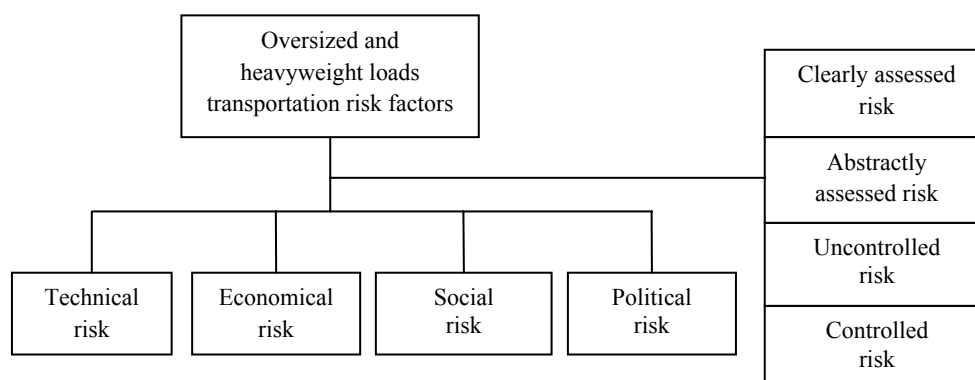 Oversized and
heavyweight loads
transportation risk factors
Clearly assessed
risk
Abstractly
assessed risk
Uncontrolled
risk
Controlled
risk
Technical
risk
Economical
risk
Social
risk
Political
risk